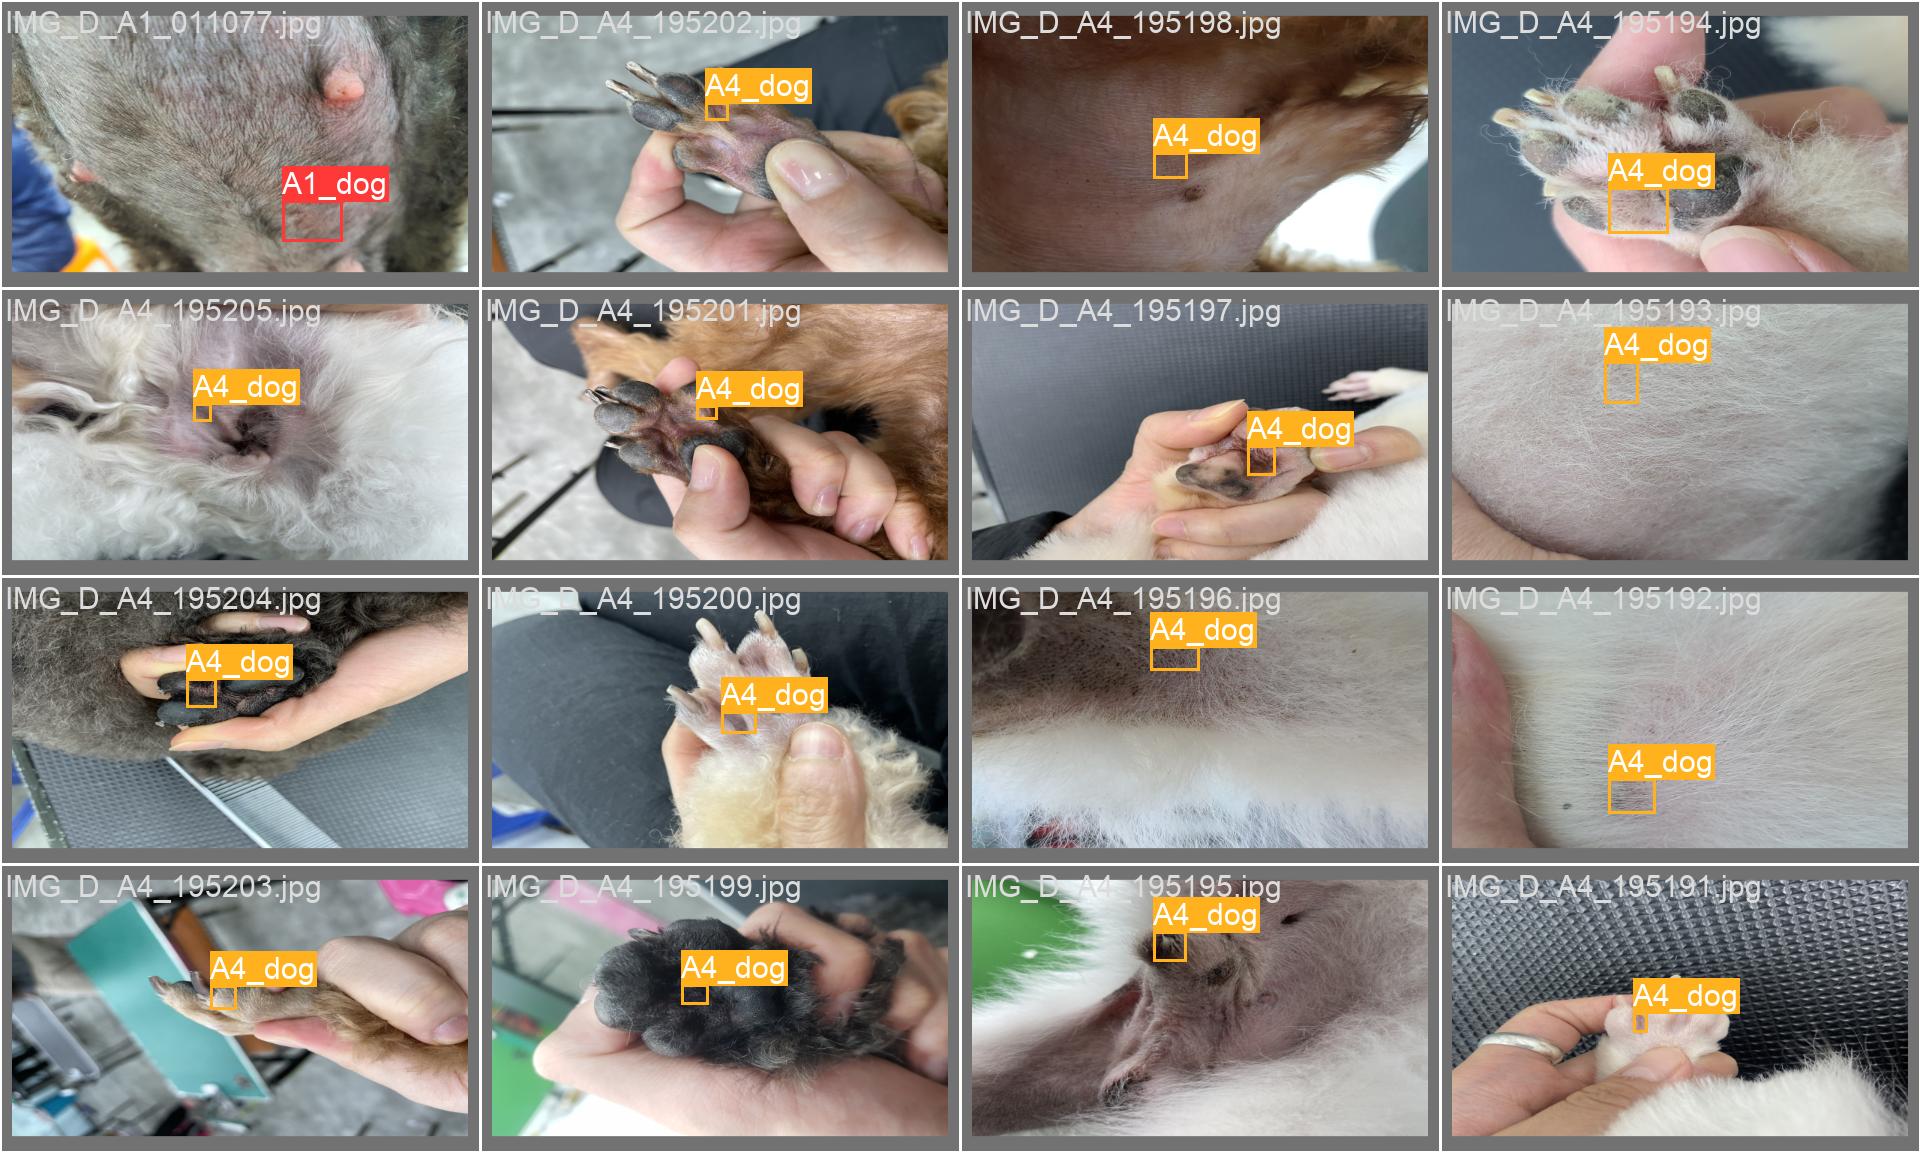 IMG_D_A1_011077.jpg
A1_dog
IMG_D_A4_195202.jpg
A4_dog
IMG_D_A4_195198.jpg
A4_dog
IMG_D_A4_195194.jpg
A4_dog
IMG_D_A4_195205.jpg
A4_dog
IMG_D_A4_195201.jpg
A4_dog
IMG_D_A4_195197.jpg
A4_dog
IMG_D_A4_195193.jpg
A4_dog
IMG_D_A4_195204.jpg
A4_dog
IMG_D_A4_195200.jpg
A4_dog
IMG_D_A4_195196.jpg
A4_dog
IMG_D_A4_195192.jpg
A4_dog
IMG_D_A4_195203.jpg
A4_dog
IMG_D_A4_195199.jpg
A4_dog
IMG_D_A4_195195.jpg
A4_dog
IMG_D_A4_195191.jpg
A4_dog